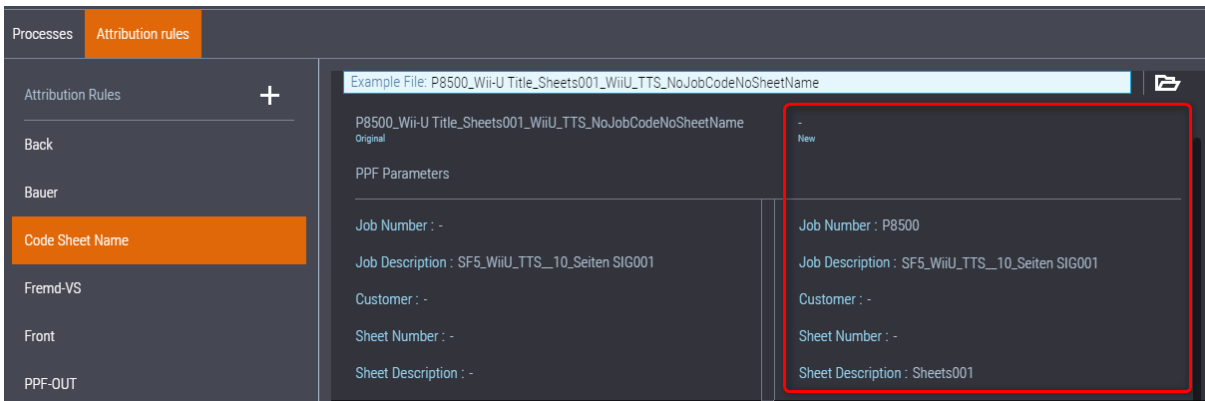 Processes Attribution rules
Attribution Rules +
Back
Bauer
Code Sheet Name
Fremd-VS
Front
PPF-OUT
Example File: P8500_Wii-U Title_Sheets001_WiiU_TTS_NoJobCodeNoSheetName
P8500_Wii-U Title_Sheets001_WiiU_TTS_NoJobCodeNoSheetName
Original
-
New
PPF Parameters
Job Number : -
Job Description : SF5_WiiU_TTS__10_Seiten SIG001
Customer : -
Sheet Number : -
Sheet Description : -
Job Number : P8500
Job Description : SF5_WiiU_TTS__10_Seiten SIG001
Customer : -
Sheet Number : -
Sheet Description : Sheets001